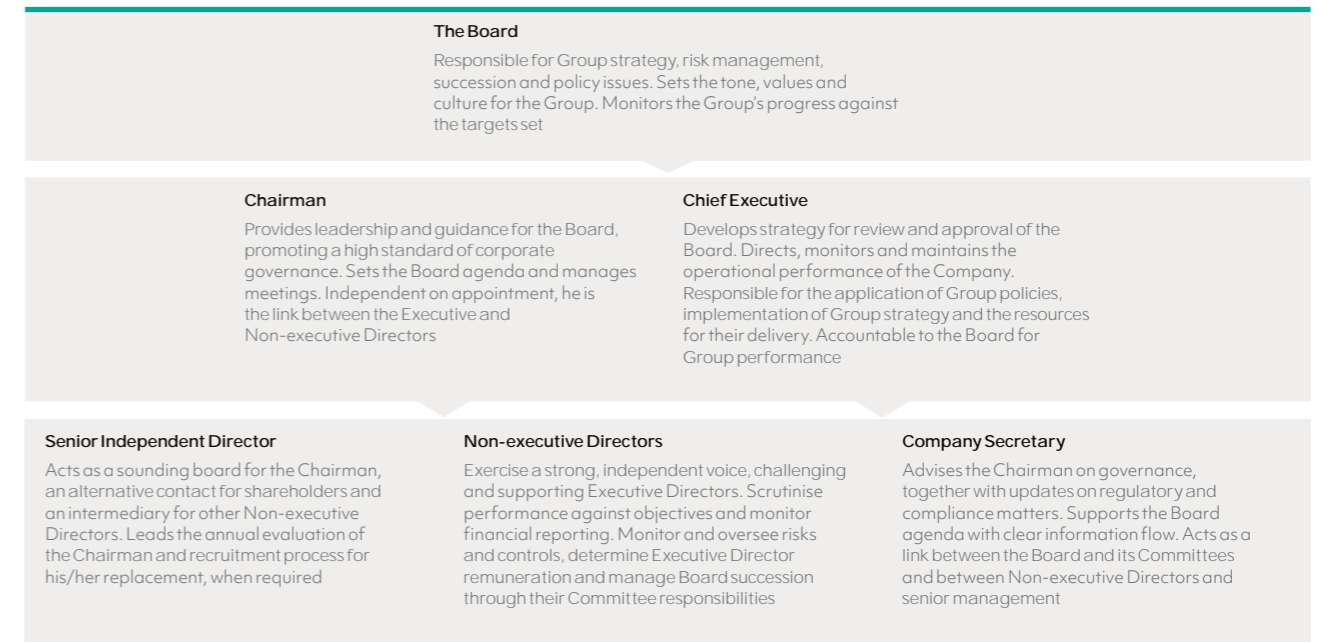 The Board
Responsible for Group strategy, risk management,
succession and policy issues. Sets the tone, values and
culture for the Group. Monitors the Group's progress against
the targets set
Chairman
Provides leadership and guidance for the Board,
promoting a high standard of corporate
governance. Sets the Board agenda and manages
meetings. Independent on appointment, he is
the link between the Executive and
Non-executive Directors
Chief Executive
Develops strategy for review and approval of the
Board. Directs, monitors and maintains the
operational performance of the Company.
Responsible for the application of Group policies,
implementation of Group strategy and the resources
for their delivery. Accountable to the Board for
Group performance
Senior Independent Director
Acts as a sounding board for the Chairman,
an alternative contact for shareholders and
an intermediary for other Non-executive
Directors. Leads the annual evaluation of
the Chairman and recruitment process for
his/her replacement, when required
Non-executive Directors
Exercise a strong, independent voice, challenging
and supporting Executive Directors. Scrutinise
performance against objectives and monitor
financial reporting. Monitor and oversee risks
and controls, determine Executive Director
remuneration and manage Board succession
through their Committee responsibilities
Company Secretary
Advises the Chairman on governance,
together with updates on regulatory and
compliance matters. Supports the Board
agenda with clear information flow. Acts as a
link between the Board and its Committees
and between Non-executive Directors and
senior management